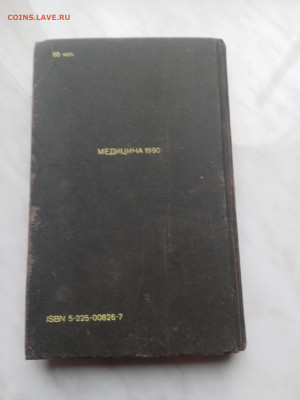 COINS.LAVE.RU
85 коп.
МЕДИЦИНА 1990
ISBN 5-225-00826-7